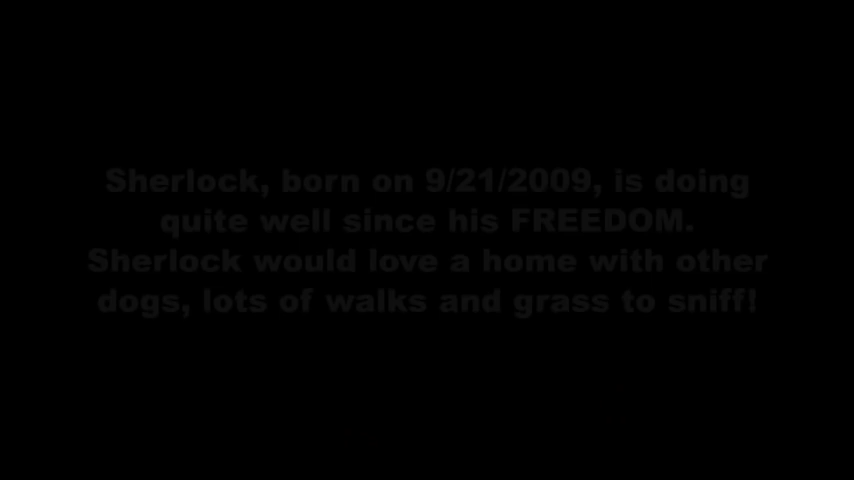 Sherlock, born on 9/21/2009, is doing
quite well since his FREEDOM.
Sherlock would love a home with other
dogs, lots of walks and grass to sniff!